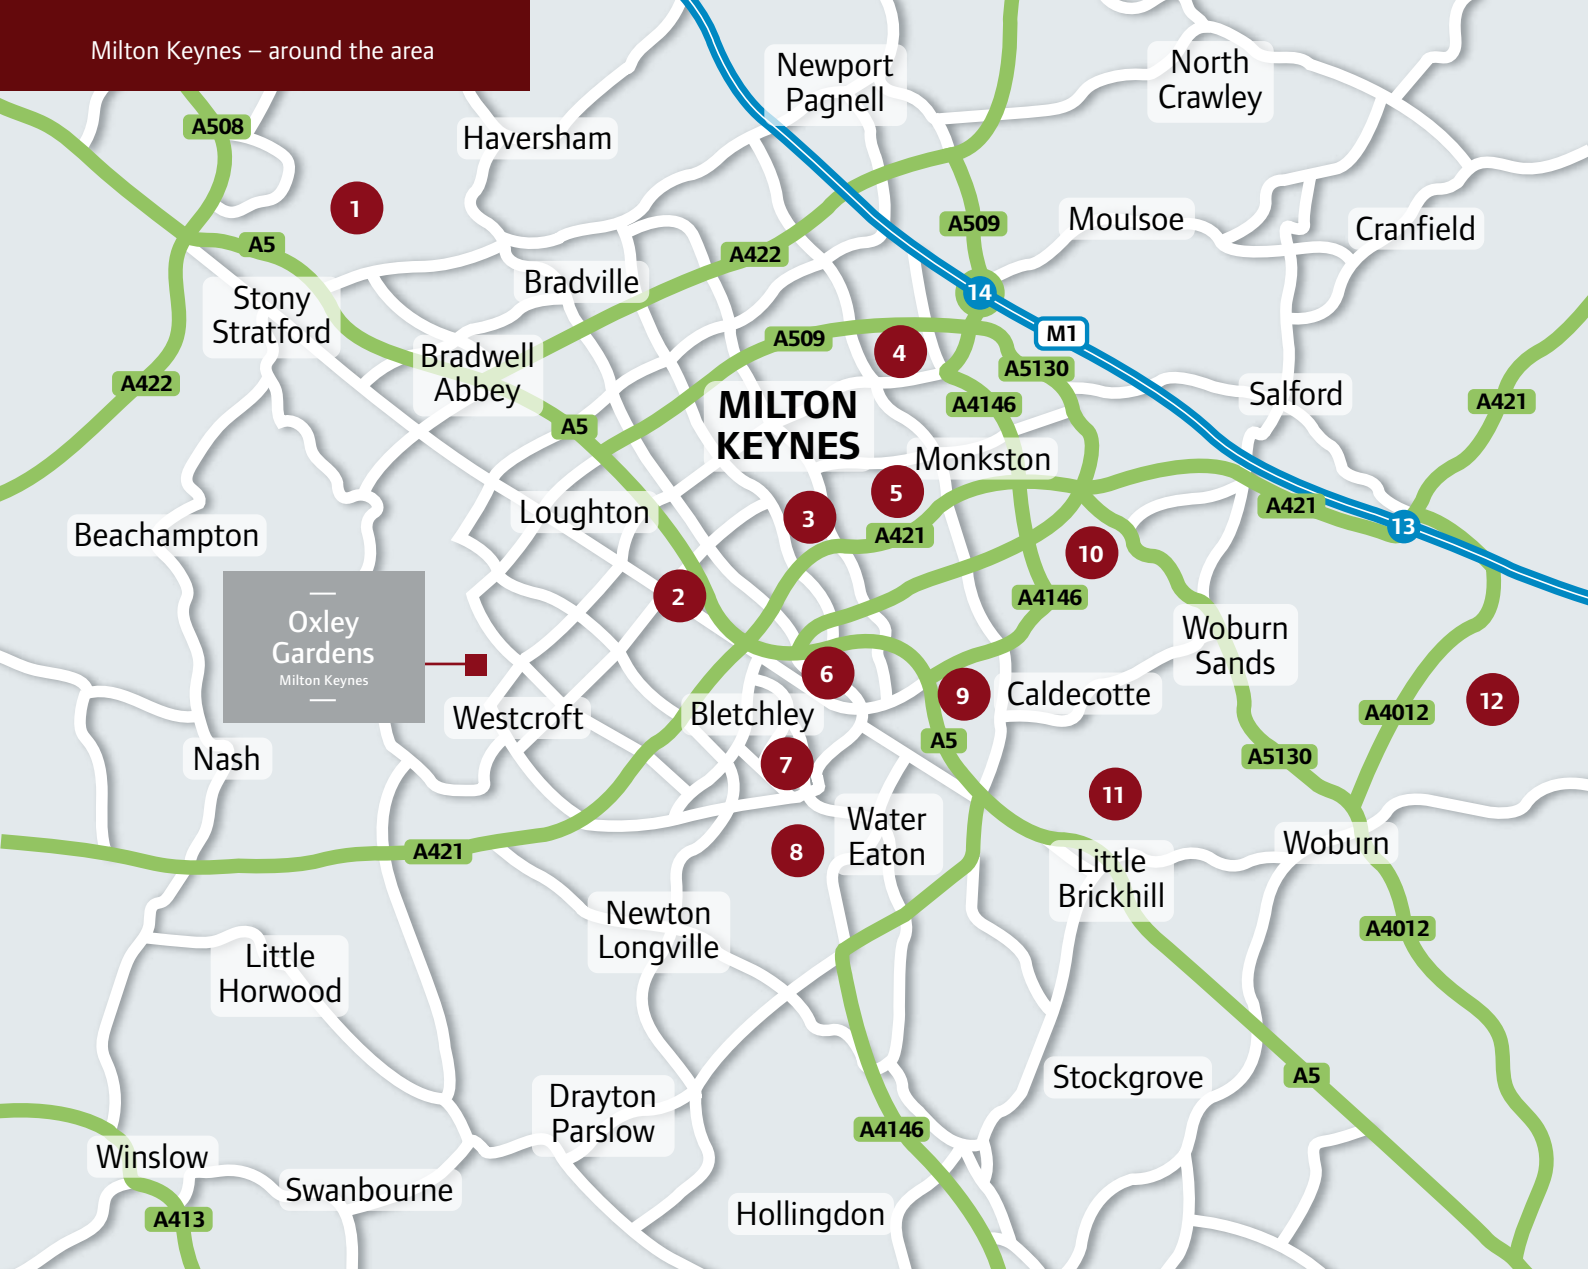 Milton Keynes – around the area
Newport
Pagnell
North
Crawley
A508
Haversham
1
A509
Moulsoe
Cranfield
A5
A422
Bradville
14
Stony
Stratford
M1
A509
4
Bradwell
Abbey
A5130
A422
MILTON
KEYNES
A4146
Salford
A421
A5
Monkston
5
Loughton
3
A421
A421
13
Beachampton
10
2
A4146
Oxley
Gardens
Milton Keynes
Woburn
Sands
6
9
Caldecotte
12
Westcroft
Bletchley
A4012
A5
Nash
7
A5130
11
Water
Eaton
A421
8
Woburn
Little
Brickhill
Newton
Longville
A4012
Little
Horwood
Stockgrove
A5
Drayton
Parslow
A4146
Winslow
Swanbourne
A413
Hollingdon